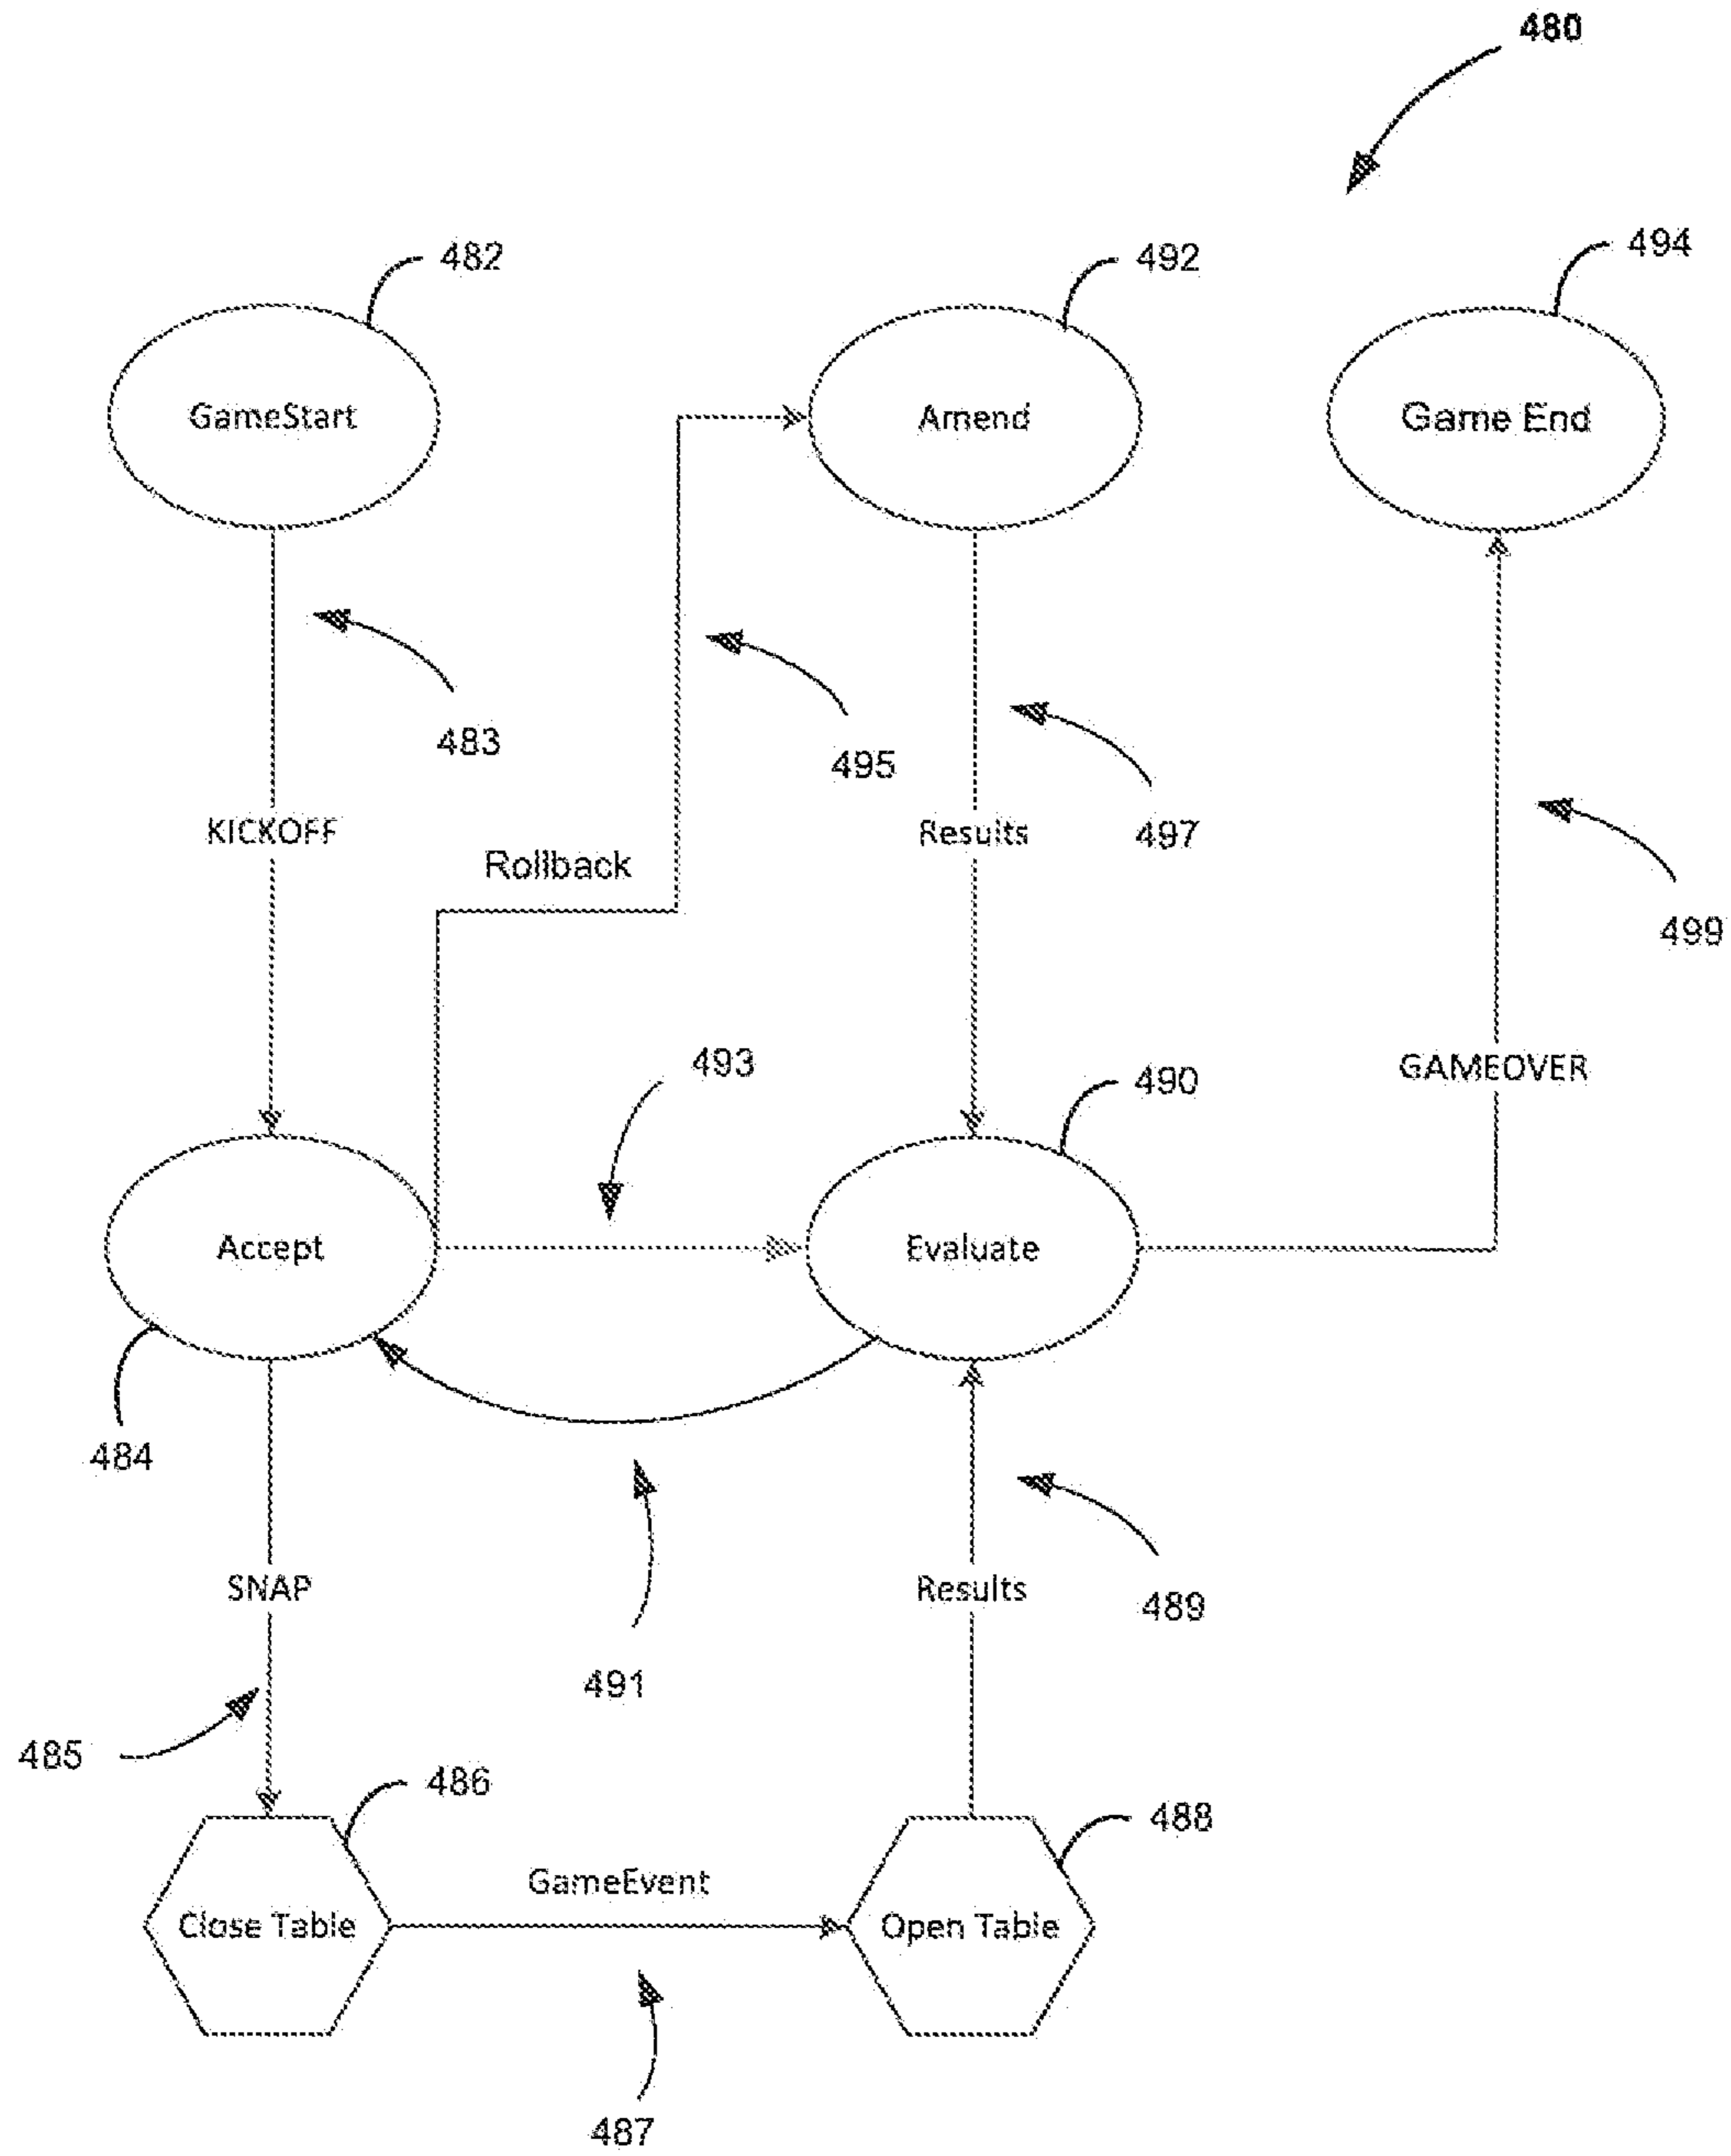 480
482
492
494
GameStart
Amend
Game End
483
495
497
499
KICKOFF
Rollback
Results
GAMEOVER
493
490
Accept
Evaluate
484
SNAP
Results
489
491
485
486
488
GameEvent
Close Table
Open Table
487